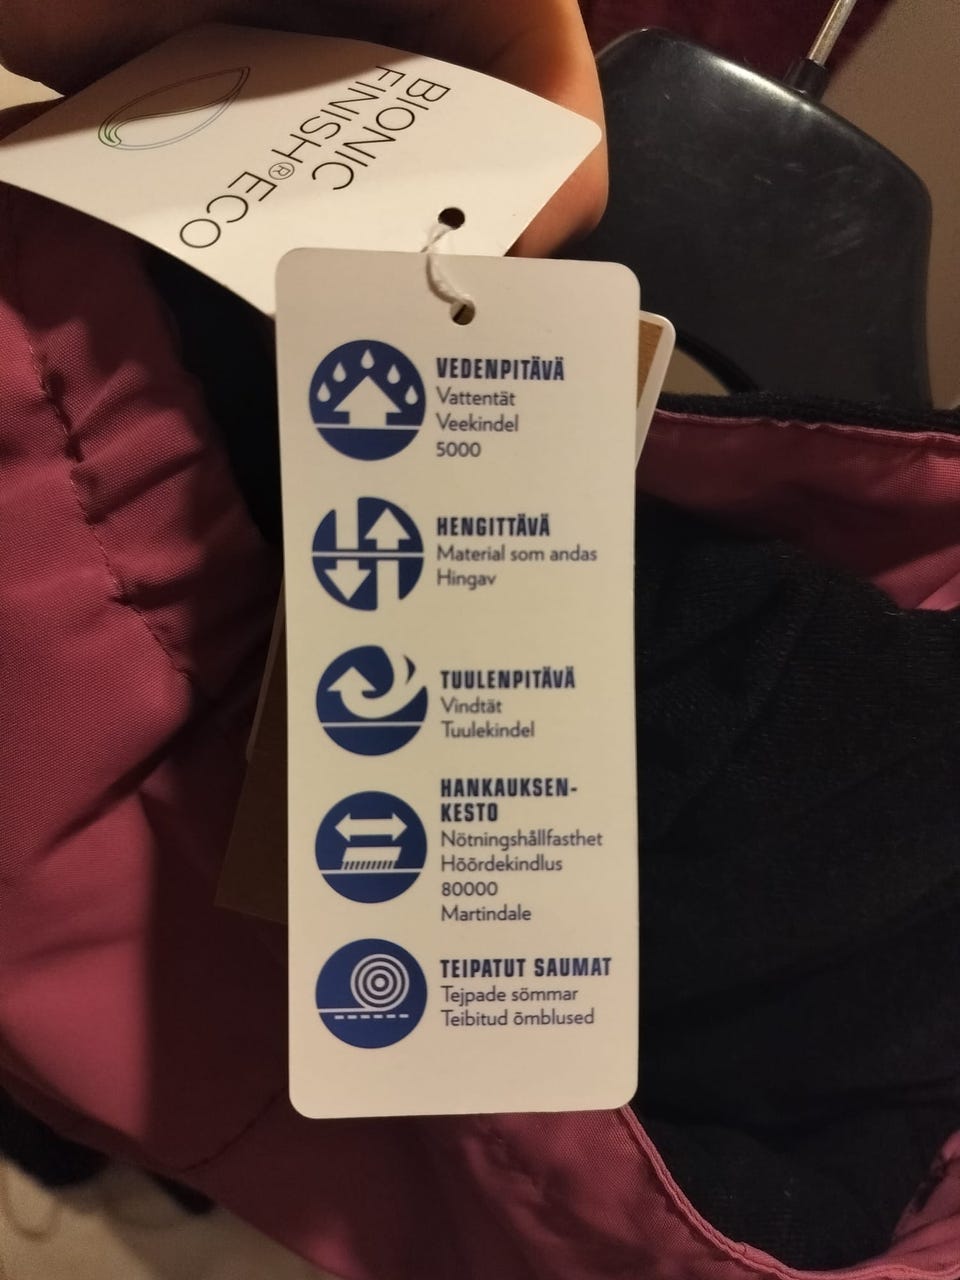 BIONIC
FINISH®ECO
VEDENPITÄVÄ
Vattentät
Veekindel
5000
HENGITTÄVÄ
Material som andas
Hingav
TUULENPITÄVÄ
Vindtät
Tuulekindel
HANKAUKSEN-
KESTO
Nötningshållfasthet
Höördekindlus
80000
Martindale
TEIPATUT SAUMAT
Tejpade sömmar
Teibitud õmblused